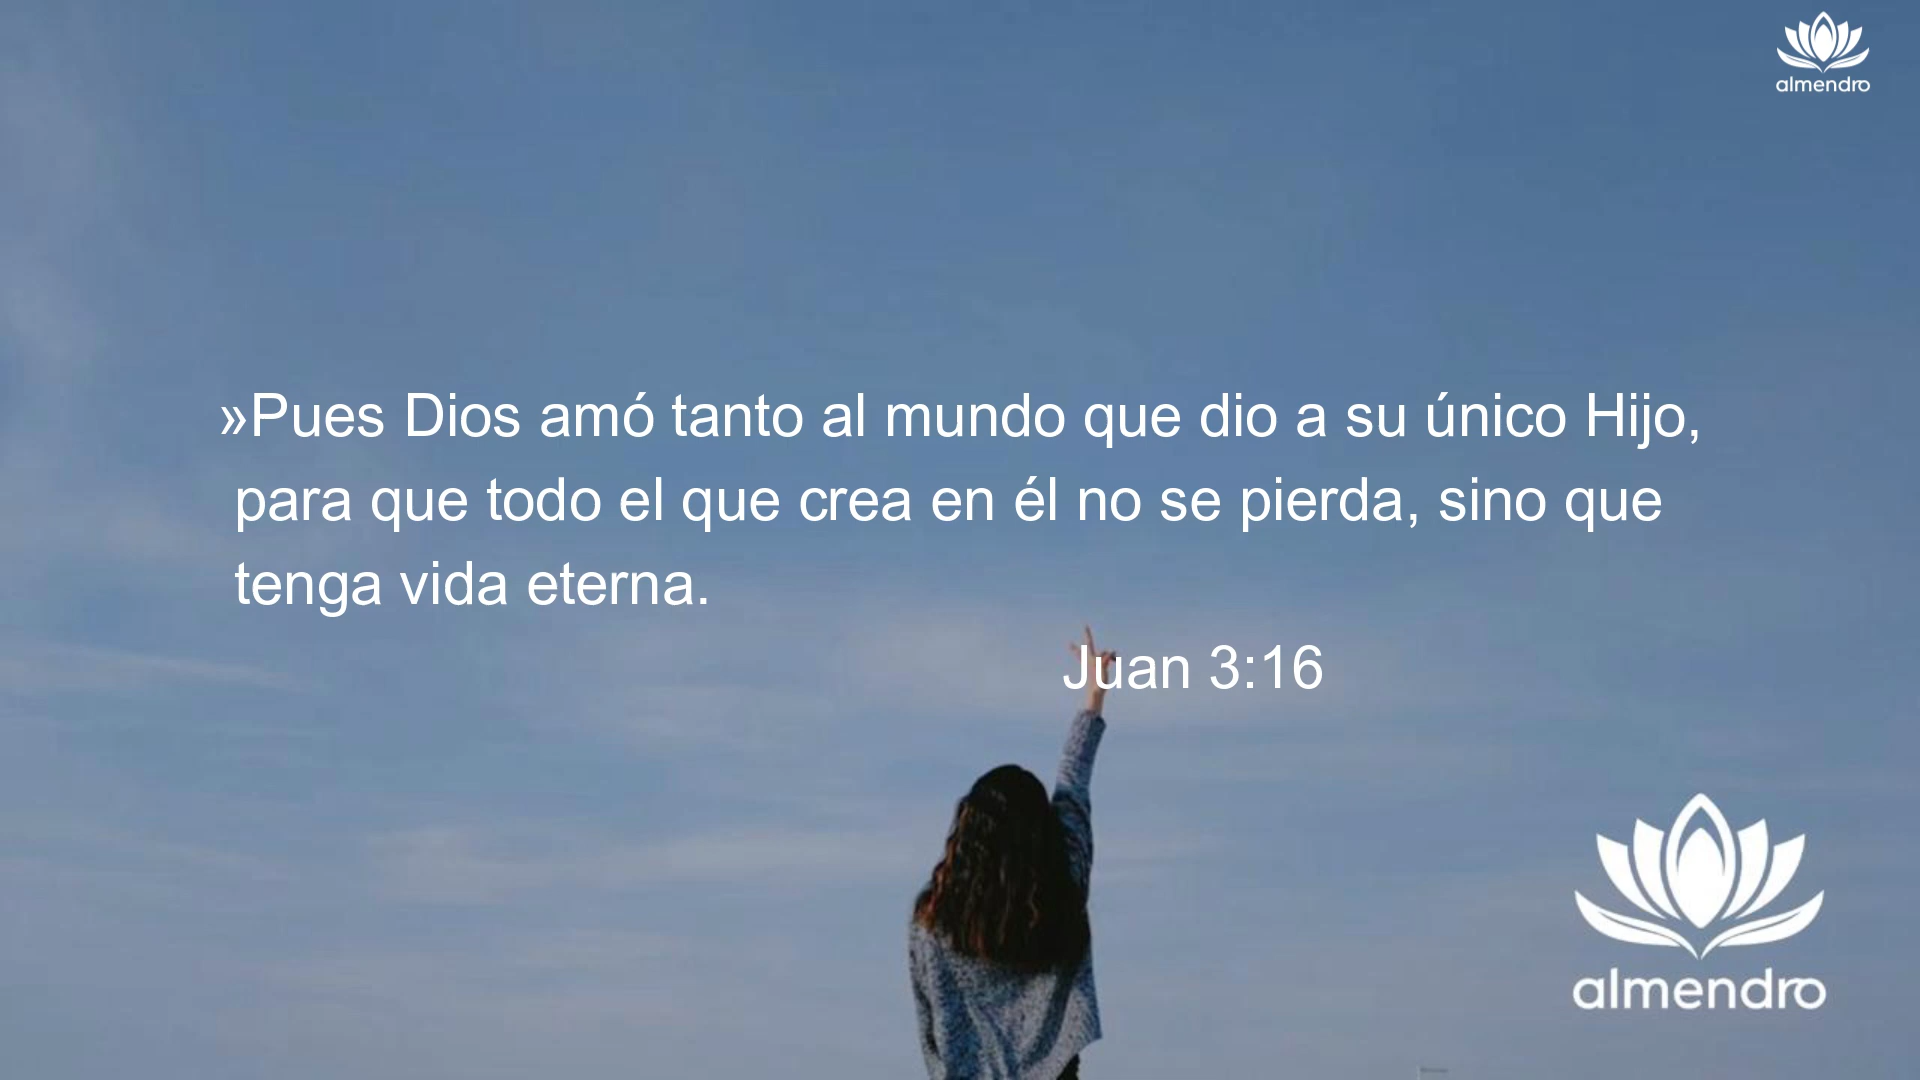 almendro
»Pues Dios amó tanto al mundo que dio a su único Hijo,
para que todo el que crea en él no se pierda, sino que
tenga vida eterna.
Juan 3:16
almendro